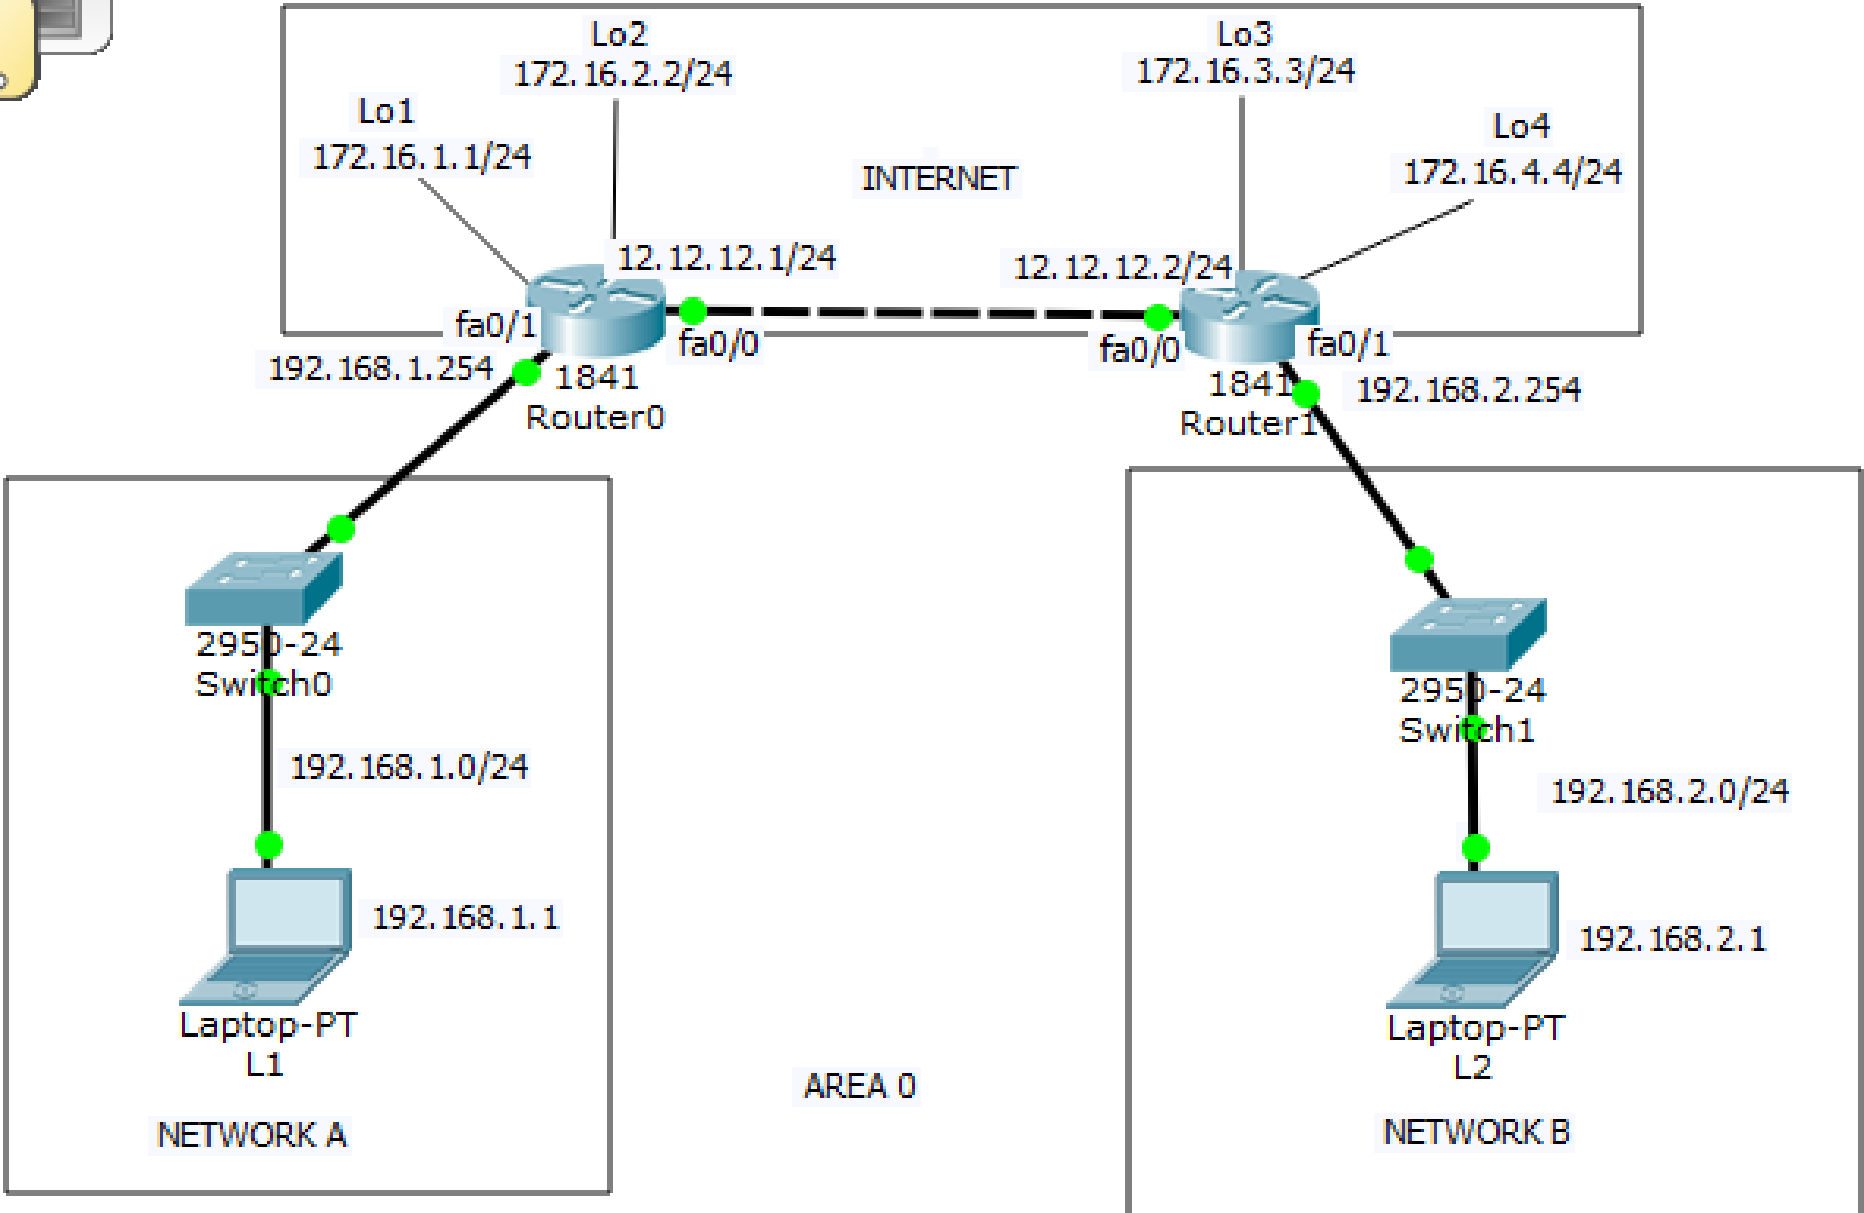 Lo2
172.16.2.2/24
Lo3
172.16.3.3/24
Lo1
172.16.1.1/24
Lo4
172.16.4.4/24
INTERNET
12.12.12.1/24
12.12.12.2/24
fa0/1
fa0/0
fa0/0
fa0/1
192.168.1.254
1841
Router0
1841
Router1
192.168.2.254
2950-24
Switch0
2950-24
Switch1
192.168.1.0/24
192.168.2.0/24
192.168.1.1
192.168.2.1
Laptop-PT
L1
Laptop-PT
L2
AREA 0
NETWORK A
NETWORK B